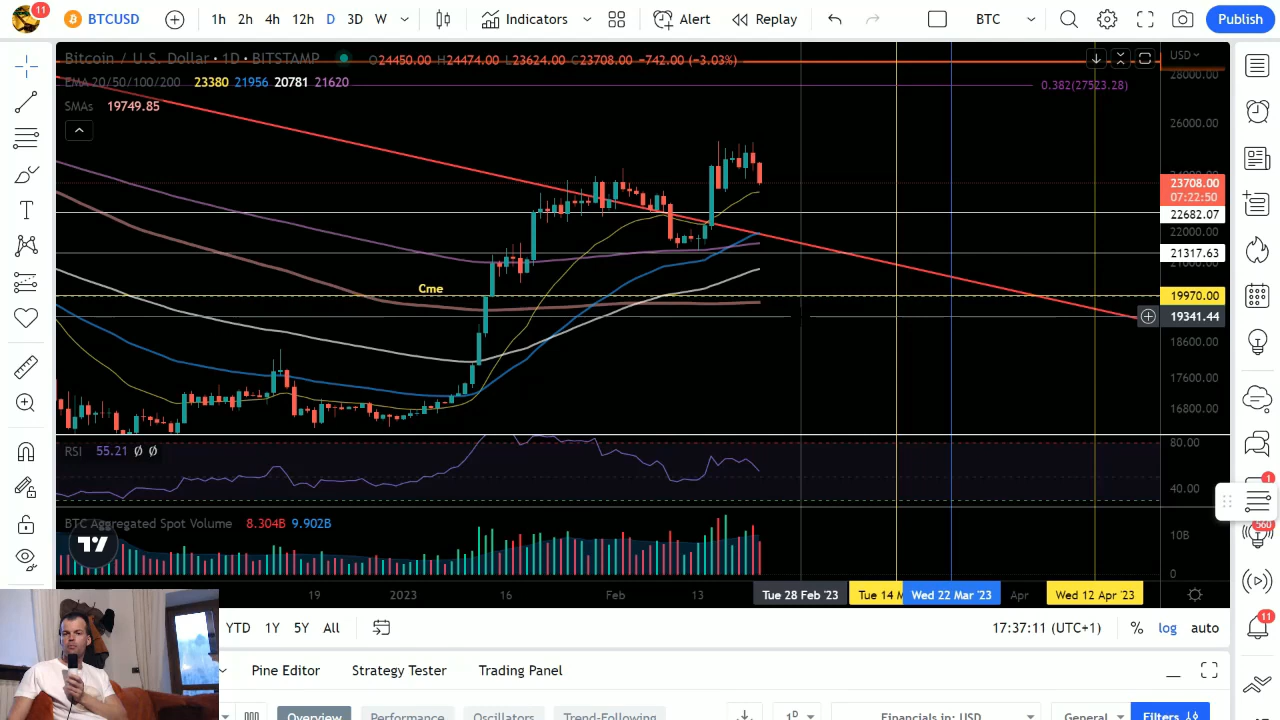 11 BTCUSD 1h 2h 4h 12h D 3D W Indicators Alert Replay BTC Publish
Bitcoin / U.S. Dollar · 1D · BITSTAMP O24450.00 H24474.00 L23624.00 C23708.00 −742.00 (−3.03%) USD
28000.00
EMA 20/50/100/200 23380 21956 20781 21620
0.382(27523.28)
SMAs 19749.85
26000.00
23708.00
07:22:50
22682.07
22000.00
21317.63
Cme
19970.00
19341.44
18600.00
17600.00
16800.00
RSI 55.21 Ø Ø
80.00
40.00
1
BTC Aggregated Spot Volume 8.304B 9.902B
560
10B
0
19 2023 16 Feb 13 Tue 28 Feb '23 Tue 14 M Wed 22 Mar '23 Apr Wed 12 Apr '23
11
YTD 1Y 5Y All 17:37:11 (UTC+1) % log auto
Pine Editor Strategy Tester Trading Panel
Overview Performance Oscillators Trend-Following 1D Financials in: USD General Filters